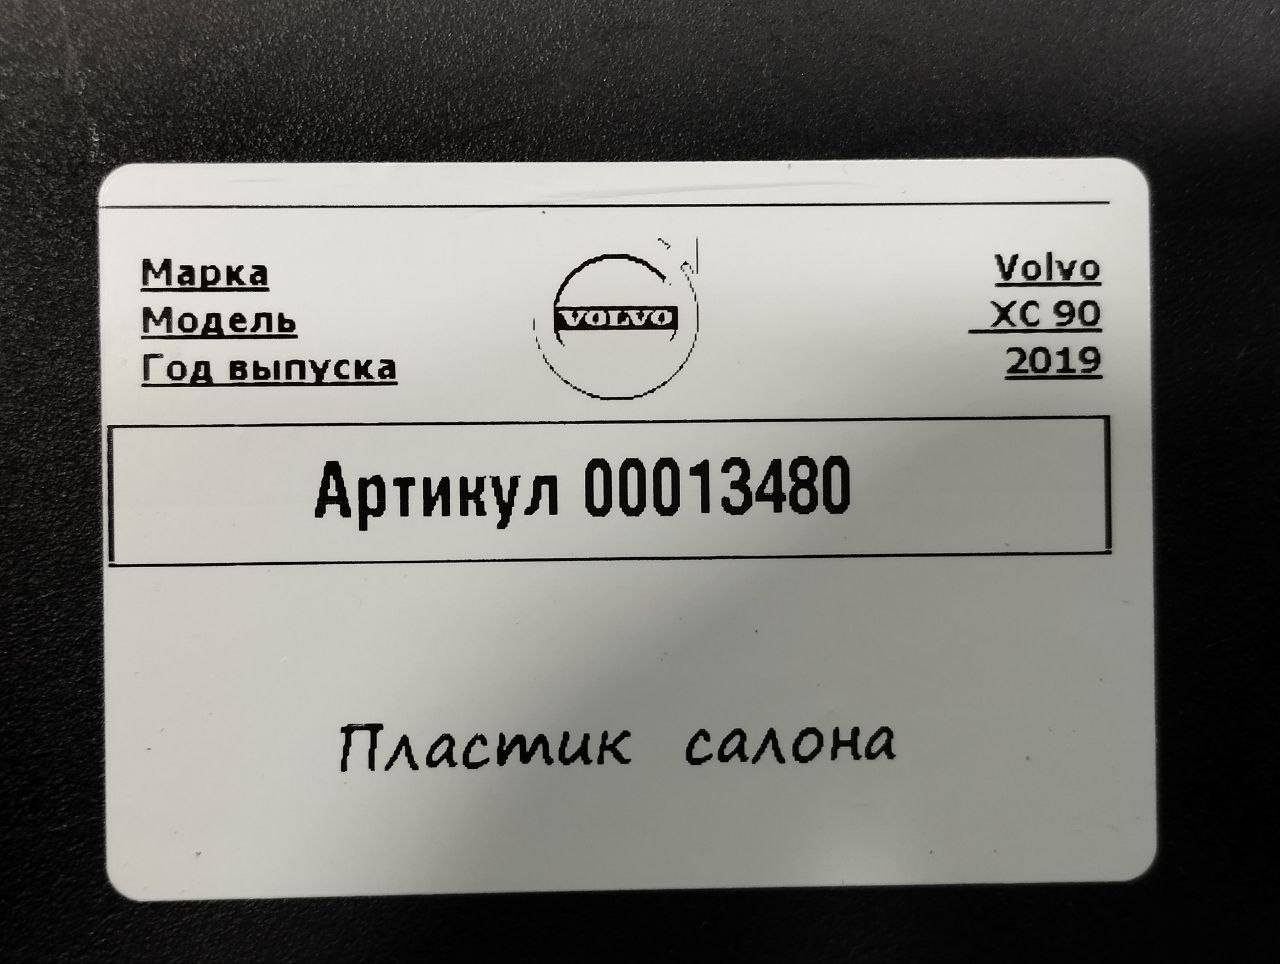 Марка VOLVO Volvo
Модель XC 90
Год выпуска 2019
Артикул 00013480
Пластик салона